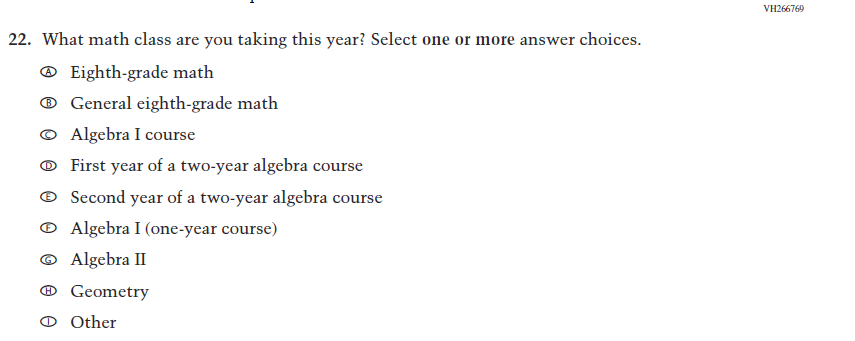 VH266769
22. What math class are you taking this year? Select one or more answer choices.
A Eighth-grade math
B General eighth-grade math
C Algebra I course
D First year of a two-year algebra course
E Second year of a two-year algebra course
F Algebra I (one-year course)
G Algebra II
H Geometry
I Other